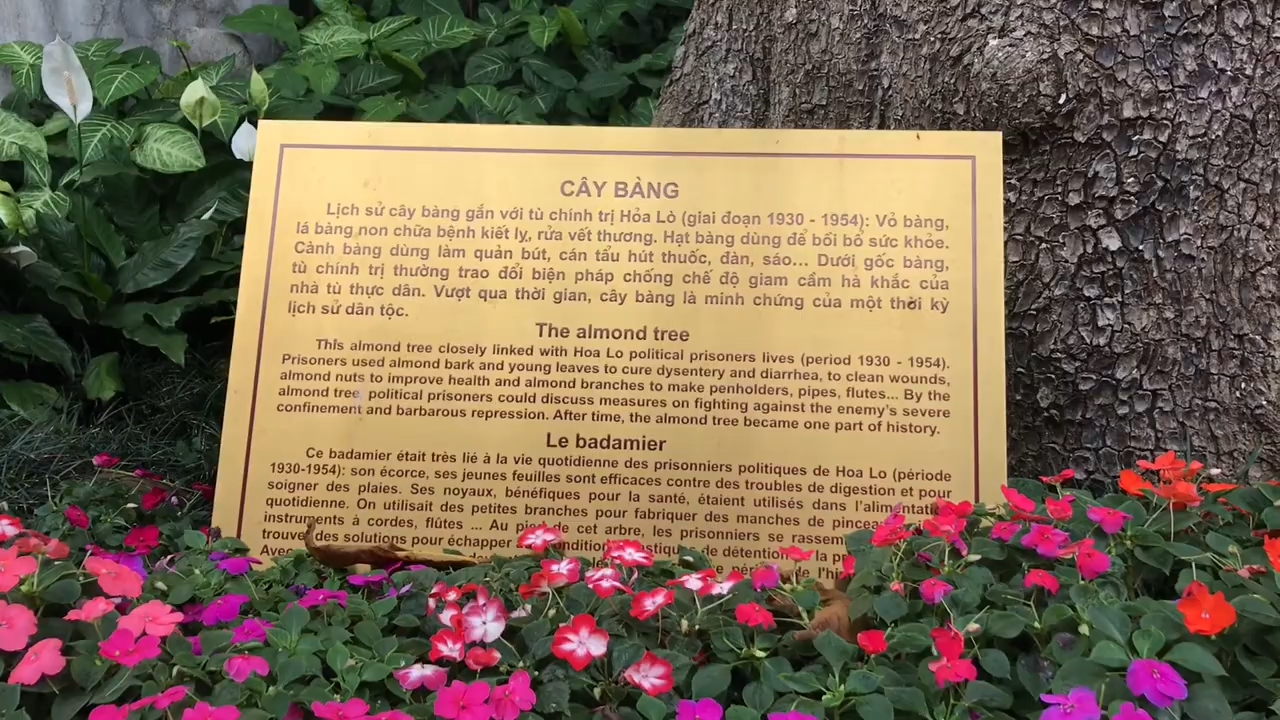 CÂY BÀNG
Lịch sử cây bàng gắn với tù chính trị Hỏa Lò (giai đoạn 1930 - 1954): Vỏ bàng,
lá bàng non chữa bệnh kiết lỵ, rửa vết thương. Hạt bàng dùng để bồi bổ sức khỏe.
Cành bàng dùng làm quản bút, cán tẩu hút thuốc, đàn, sáo... Dưới gốc bàng,
tù chính trị thường trao đổi biện pháp chống chế độ giam cầm hà khắc của
nhà tù thực dân. Vượt qua thời gian, cây bàng là minh chứng của một thời kỳ
lịch sử dân tộc.
The almond tree
This almond tree closely linked with Hoa Lo political prisoners lives (period 1930 - 1954).
Prisoners used almond bark and young leaves to cure dysentery and diarrhea, to clean wounds,
almond nuts to improve health and almond branches to make penholders, pipes, flutes... By the
almond tree, political prisoners could discuss measures on fighting against the enemy's severe
confinement and barbarous repression. After time, the almond tree became one part of history.
Le badamier
Ce badamier était très lié à la vie quotidienne des prisonniers politiques de Hoa Lo (période
1930-1954): son écorce, ses jeunes feuilles sont efficaces contre des troubles de digestion et pour
soigner des plaies. Ses noyaux, bénéfiques pour la santé, étaient utilisés dans l'alimentation
quotidienne. On utilisait des petites branches pour fabriquer des manches de pinceau
instruments à cordes, flûtes ... Au pied de cet arbre, les prisonniers se rassem
trouver des solutions pour échapper condition de détention la
Avec de l'hi